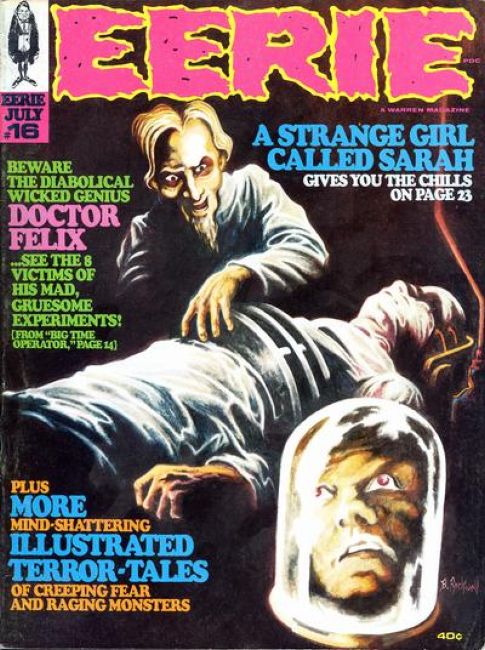 EERIE
PDC
A WARREN MAGAZINE
EERIE
JULY
#16
A STRANGE GIRL
CALLED SARAH
GIVES YOU THE CHILLS
ON PAGE 23
BEWARE
THE DIABOLICAL
WICKED GENIUS
DOCTOR
FELIX
...SEE THE 8
VICTIMS OF
HIS MAD,
GRUESOME
EXPERIMENTS!
(FROM "BIG TIME
OPERATOR," PAGE 14)
PLUS
MORE
MIND-SHATTERING
ILLUSTRATED
TERROR-TALES
OF CREEPING FEAR
AND RAGING MONSTERS
40¢